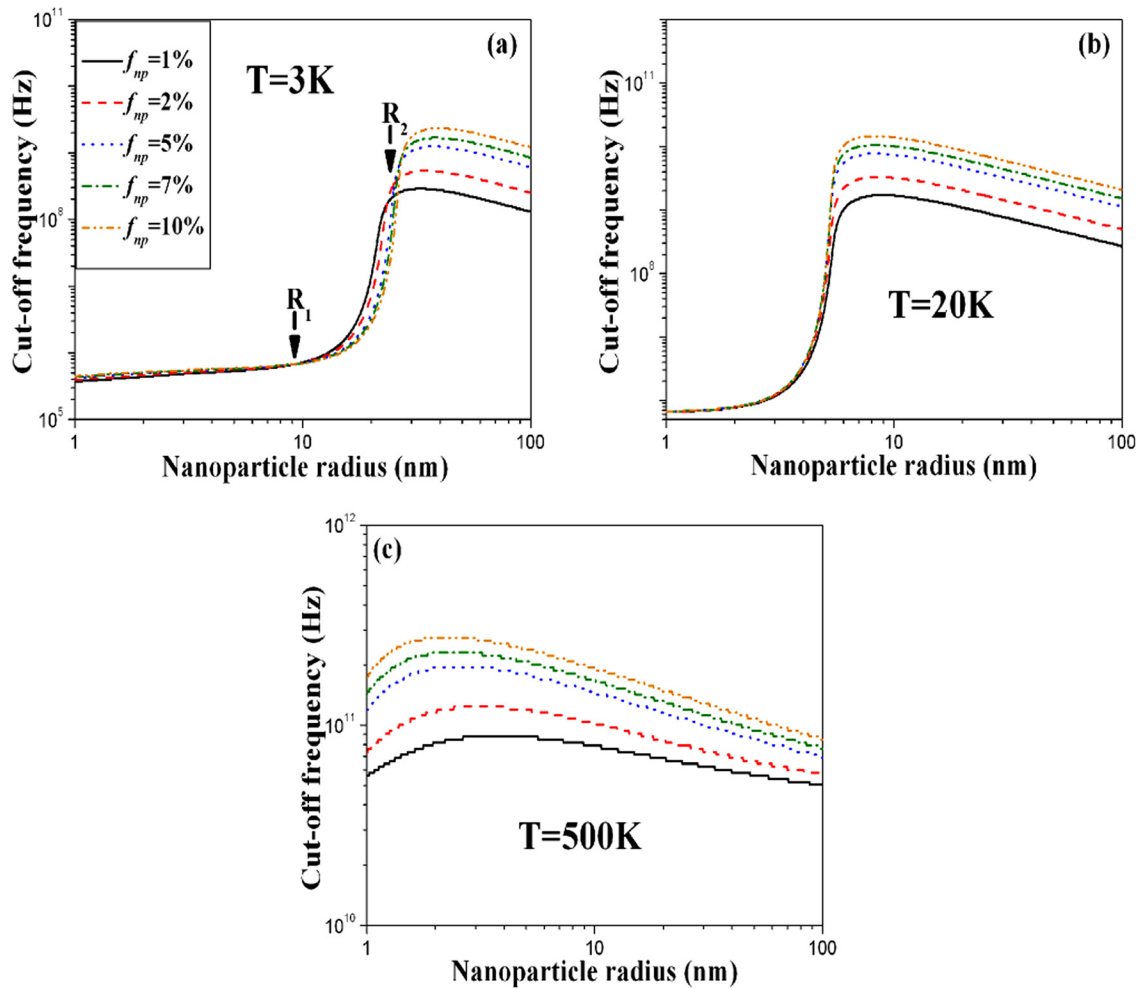 (a)
10^11
10^8
10^5
Cut-off frequency (Hz)
f_np=1%
f_np=2%
f_np=5%
f_np=7%
f_np=10%
T=3K
R_1
R_2
1
10
100
Nanoparticle radius (nm)
(b)
10^11
10^8
Cut-off frequency (Hz)
T=20K
1
10
100
Nanoparticle radius (nm)
(c)
10^12
10^11
10^10
Cut-off frequency (Hz)
T=500K
1
10
100
Nanoparticle radius (nm)